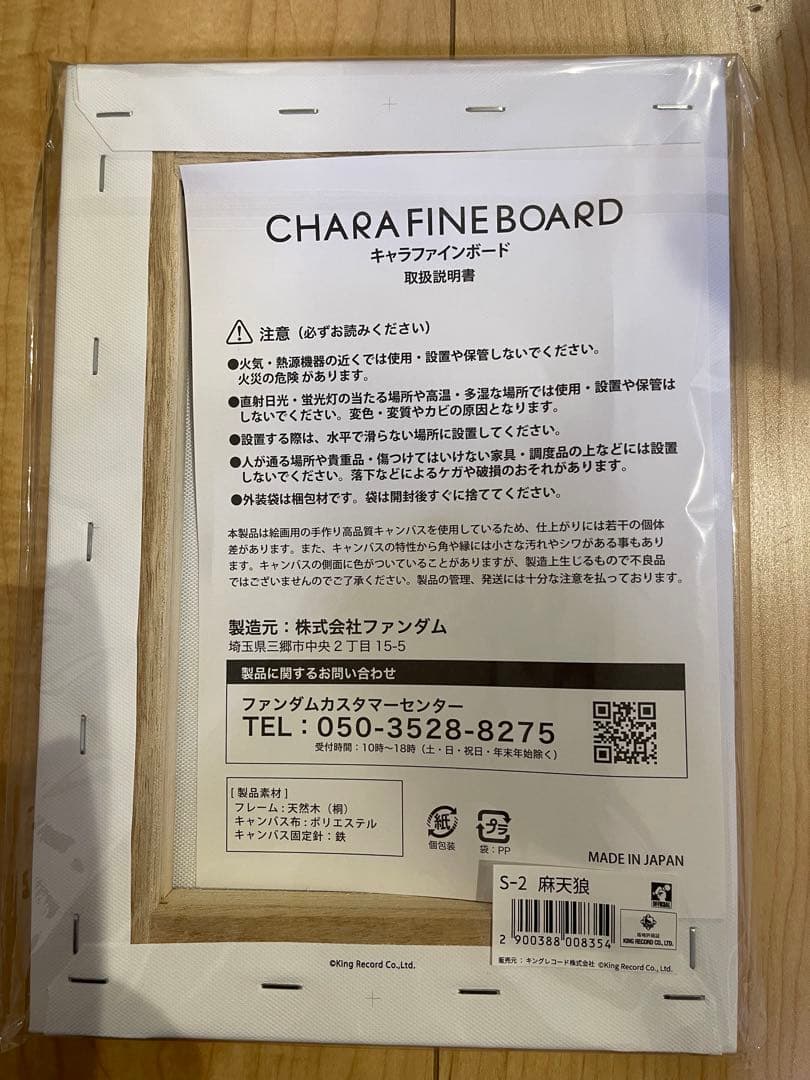 CHARA FINE BOARD
キャラファインボード
取扱説明書
注意（必ずお読みください）
●火気・熱源機器の近くでは使用・設置や保管しないでください。
火災の危険があります。
●直射日光・蛍光灯の当たる場所や高温・多湿な場所では使用・設置や保管は
しないでください。変色・変質やカビの原因となります。
●設置する際は、水平で滑らない場所に設置してください。
●人が通る場所や貴重品・傷つけてはいけない家具・調度品の上などには設置
しないでください。落下などによるケガや破損のおそれがあります。
●外装袋は梱包材です。袋は開封後すぐに捨ててください。
本製品は絵画用の手作り高品質キャンバスを使用しているため、仕上がりには若干の個体
差があります。また、キャンバスの特性から角や縁には小さな汚れやシワがある事もあり
ます。キャンバスの側面に色がついていることがありますが、製造上生じるもので不良品
ではございませんのでご了承ください。製品の管理、発送には十分な注意を払っております。
製造元：株式会社ファンダム
埼玉県三郷市中央２丁目15-5
製品に関するお問い合わせ
ファンダムカスタマーセンター
TEL：050-3528-8275
受付時間：10時〜18時（土・日・祝日・年末年始除く）
[ 製品素材 ]
フレーム：天然木（桐）
キャンバス布：ポリエステル
キャンバス固定針：鉄
紙
個包装
プラ
袋：PP
MADE IN JAPAN
S-2 麻天狼
OFFICIAL
2 900388 008354
KING RECORD CO., LTD.
販売元：キングレコード株式会社 ©King Record Co., Ltd.
©King Record Co.,Ltd.